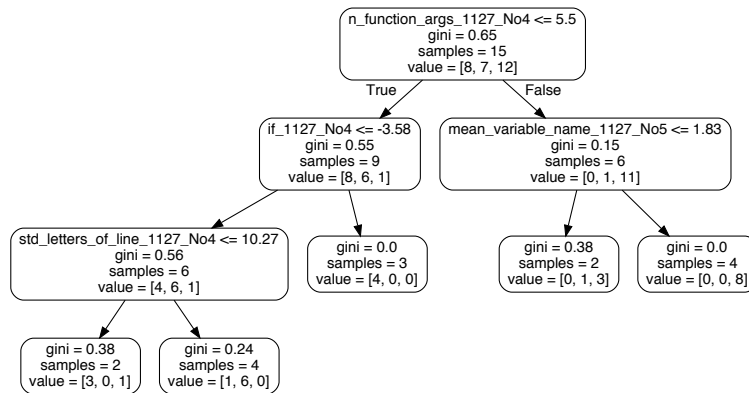 n_function_args_1127_No4 <= 5.5
gini = 0.65
samples = 15
value = [8, 7, 12]
True
False
if_1127_No4 <= -3.58
gini = 0.55
samples = 9
value = [8, 6, 1]
mean_variable_name_1127_No5 <= 1.83
gini = 0.15
samples = 6
value = [0, 1, 11]
std_letters_of_line_1127_No4 <= 10.27
gini = 0.56
samples = 6
value = [4, 6, 1]
gini = 0.0
samples = 3
value = [4, 0, 0]
gini = 0.38
samples = 2
value = [0, 1, 3]
gini = 0.0
samples = 4
value = [0, 0, 8]
gini = 0.38
samples = 2
value = [3, 0, 1]
gini = 0.24
samples = 4
value = [1, 6, 0]